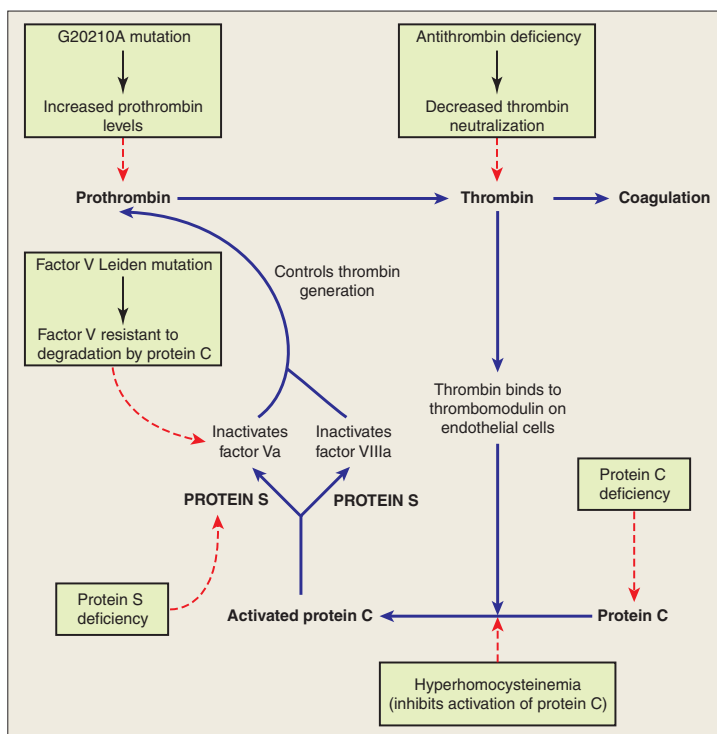 G20210A mutation
Increased prothrombin
levels
Antithrombin deficiency
Decreased thrombin
neutralization
Prothrombin
Thrombin
Coagulation
Factor V Leiden mutation
Factor V resistant to
degradation by protein C
Controls thrombin
generation
Thrombin binds to
thrombomodulin on
endothelial cells
Inactivates
factor Va
Inactivates
factor VIIIa
PROTEIN S
PROTEIN S
Protein C
deficiency
Protein S
deficiency
Activated protein C
Protein C
Hyperhomocysteinemia
(inhibits activation of protein C)